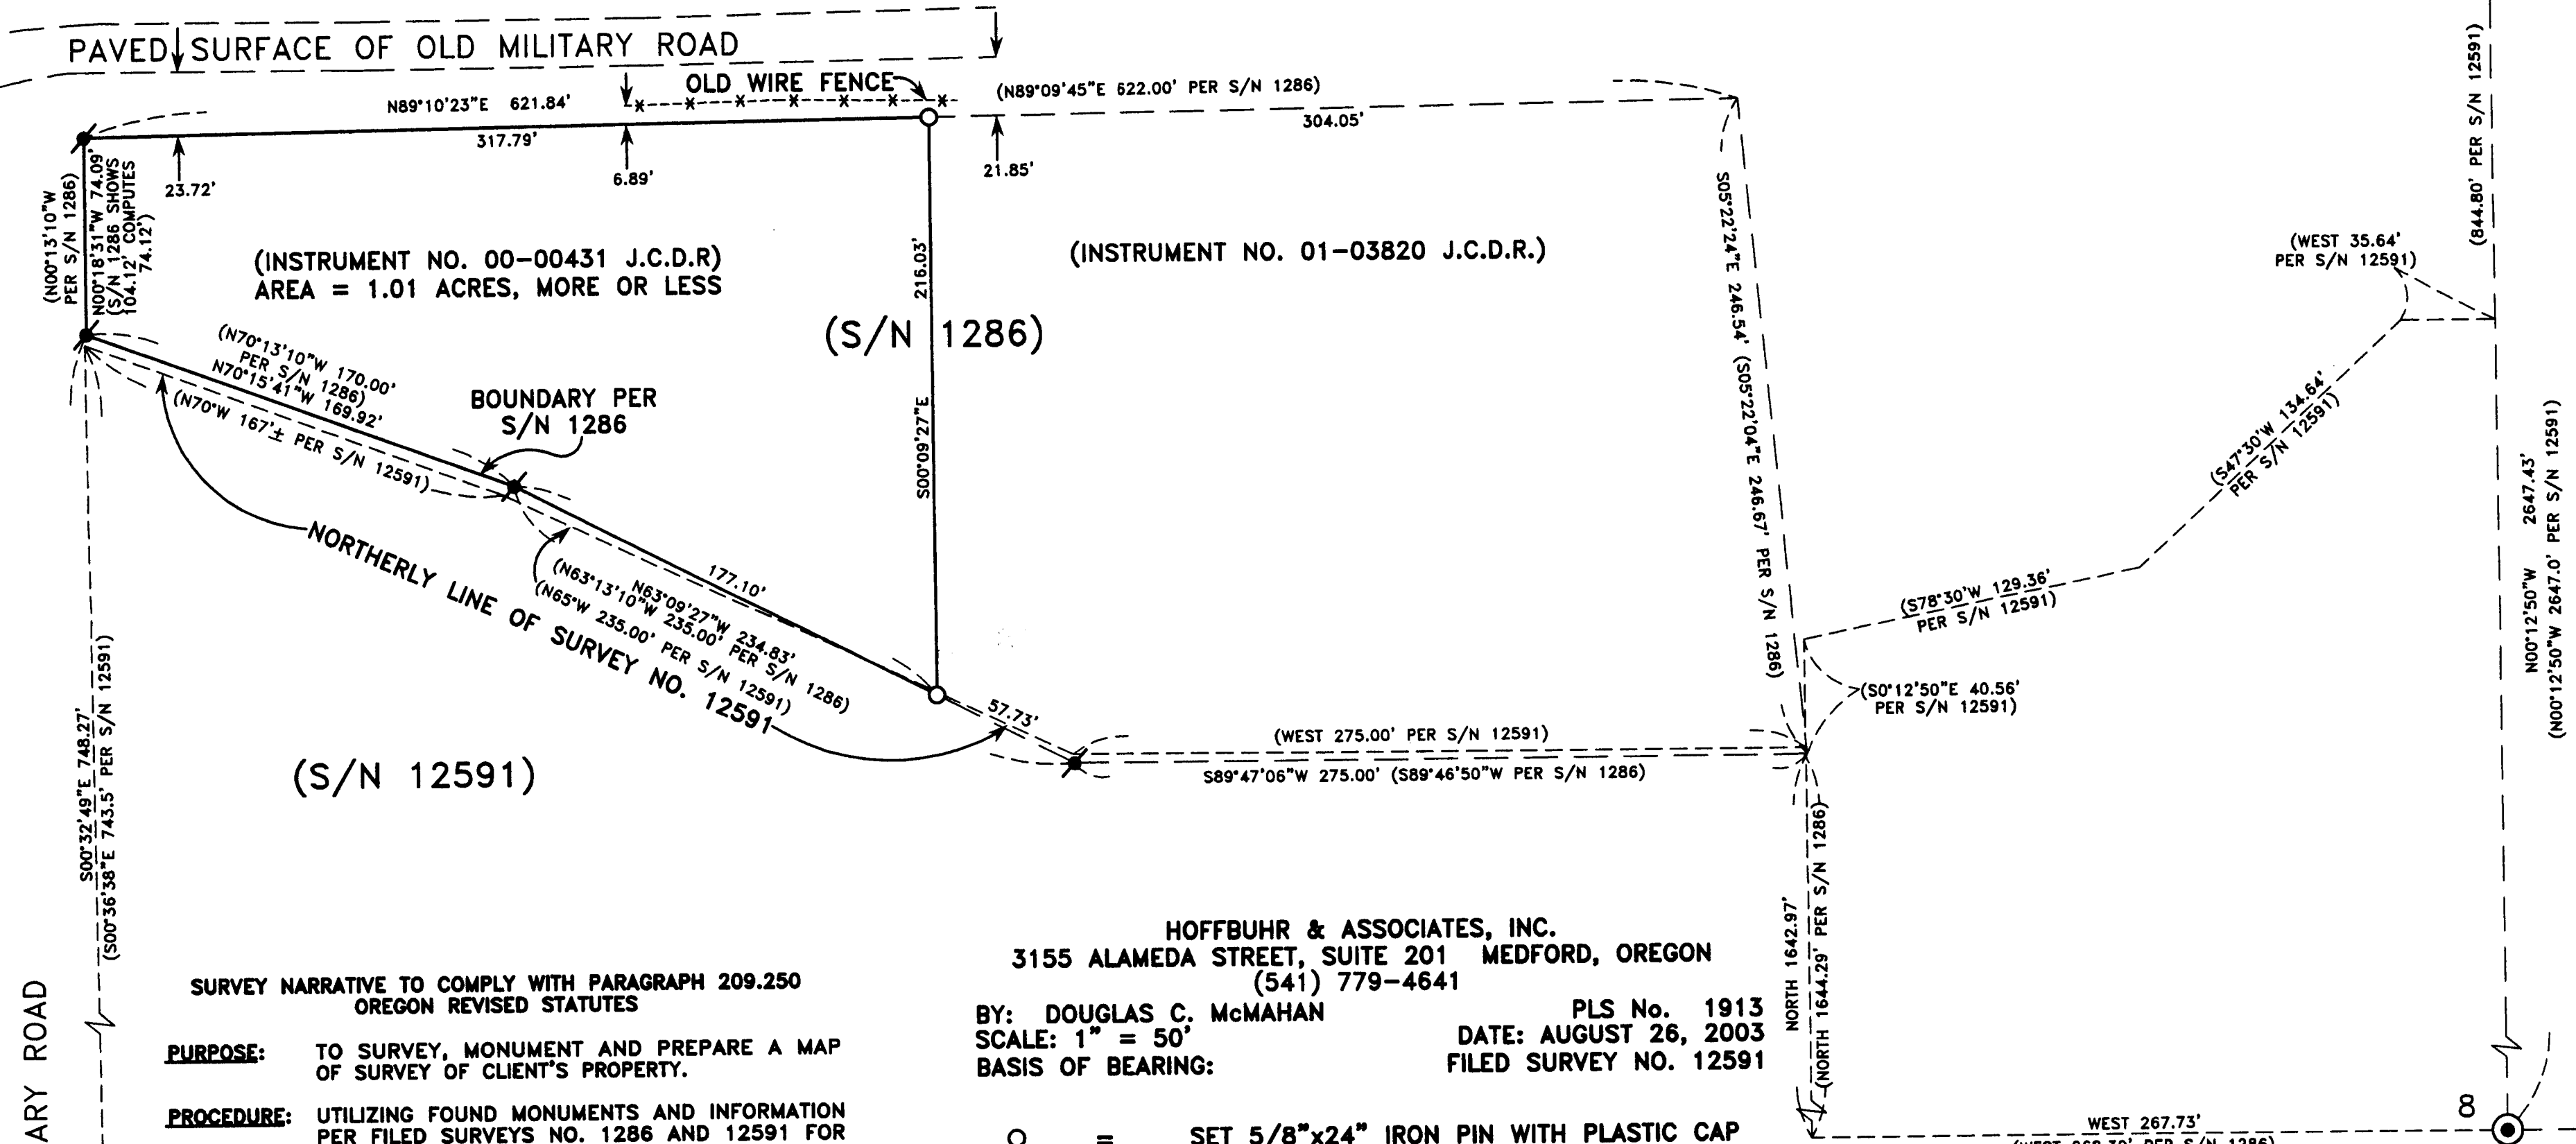 PAVED SURFACE OF OLD MILITARY ROAD
OLD WIRE FENCE
N89°10'23"E 621.84'
(N89°09'45"E 622.00' PER S/N 1286)
317.79'
304.05'
23.72'
6.89'
21.85'
(N00°13'10"W
PER S/N 1286)
N00°18'31"W 74.09'
(S/N 1286 SHOWS
104.12' COMPUTES
74.12')
(INSTRUMENT NO. 00-00431 J.C.D.R)
AREA = 1.01 ACRES, MORE OR LESS
216.03'
S00°09'27"E
(INSTRUMENT NO. 01-03820 J.C.D.R.)
(S/N 1286)
S05°22'24"E 246.54' (S05°22'04"E 246.67' PER S/N 1286)
(WEST 35.64'
PER S/N 12591)
(844.80' PER S/N 12591)
(S47°30'W 134.64'
PER S/N 12591)
(S78°30'W 129.36'
PER S/N 12591)
(S0°12'50"E 40.56'
PER S/N 12591)
N00°12'50"W 2647.43'
(N00°12'50"W 2647.0' PER S/N 12591)
(N70°13'10"W 170.00'
PER S/N 1286)
N70°15'41"W 169.92'
(N70°W 167'± PER S/N 12591)
BOUNDARY PER
S/N 1286
NORTHERLY LINE OF SURVEY NO. 12591
177.10'
N63°09'27"W 234.83'
(N63°13'10"W 235.00' PER S/N 1286)
(N65°W 235.00' PER S/N 12591)
57.73'
(WEST 275.00' PER S/N 12591)
S89°47'06"W 275.00' (S89°46'50"W PER S/N 1286)
(S/N 12591)
S00°32'49"E 748.27'
(S00°36'38"E 743.5' PER S/N 12591)
ARY ROAD
NORTH 1642.97'
(NORTH 1644.29' PER S/N 1286)
SURVEY NARRATIVE TO COMPLY WITH PARAGRAPH 209.250
OREGON REVISED STATUTES
PURPOSE: TO SURVEY, MONUMENT AND PREPARE A MAP
OF SURVEY OF CLIENT'S PROPERTY.
PROCEDURE: UTILIZING FOUND MONUMENTS AND INFORMATION
PER FILED SURVEYS NO. 1286 AND 12591 FOR
HOFFBUHR & ASSOCIATES, INC.
3155 ALAMEDA STREET, SUITE 201 MEDFORD, OREGON
(541) 779-4641
BY: DOUGLAS C. McMAHAN PLS No. 1913
SCALE: 1" = 50' DATE: AUGUST 26, 2003
BASIS OF BEARING: FILED SURVEY NO. 12591
= SET 5/8"x24" IRON PIN WITH PLASTIC CAP
WEST 267.73'
PER S/N 1286)
8